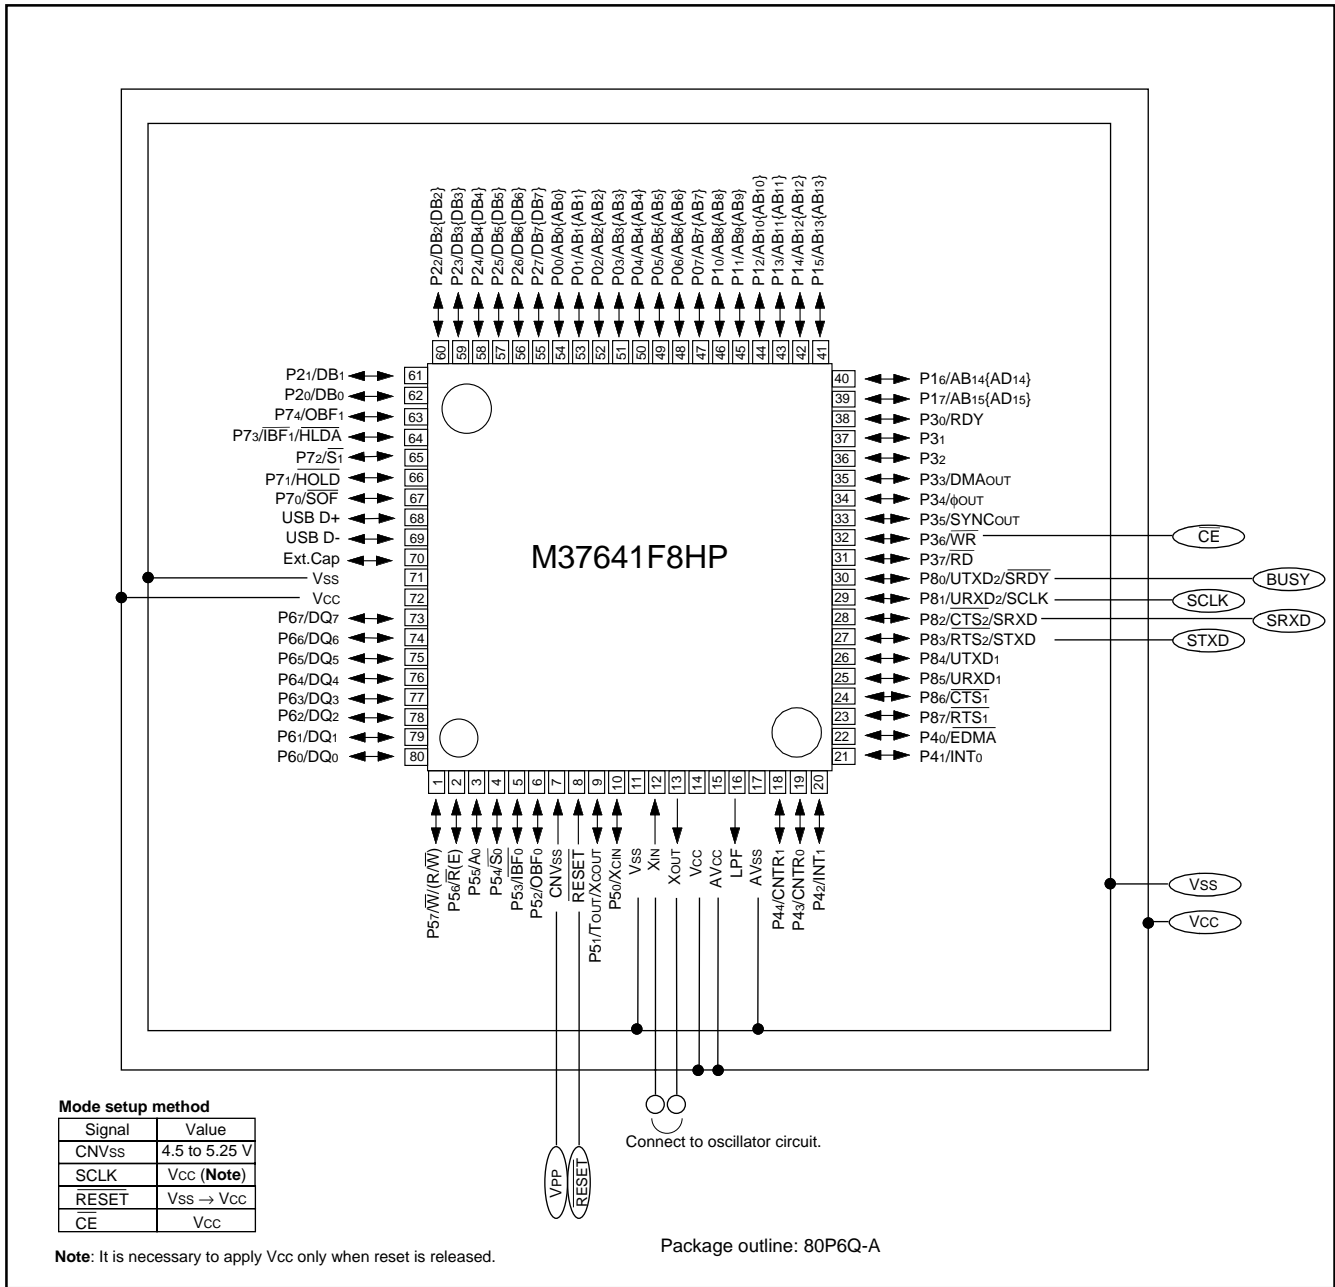 P22/DB2{DB2}
P23/DB3{DB3}
P24/DB4{DB4}
P25/DB5{DB5}
P26/DB6{DB6}
P27/DB7{DB7}
P00/AB0{AB0}
P01/AB1{AB1}
P02/AB2{AB2}
P03/AB3{AB3}
P04/AB4{AB4}
P05/AB5{AB5}
P06/AB6{AB6}
P07/AB7{AB7}
P10/AB8{AB8}
P11/AB9{AB9}
P12/AB10{AB10}
P13/AB11{AB11}
P14/AB12{AB12}
P15/AB13{AB13}
60 59 58 57 56 55 54 53 52 51 50 49 48 47 46 45 44 43 42 41
P21/DB1 61
P20/DB0 62
P74/OBF1 63
P73/IBF1/HLDA 64
P72/S1 65
P71/HOLD 66
P70/SOF 67
USB D+ 68
USB D- 69
Ext.Cap 70
Vss 71
Vcc 72
P67/DQ7 73
P66/DQ6 74
P65/DQ5 75
P64/DQ4 76
P63/DQ3 77
P62/DQ2 78
P61/DQ1 79
P60/DQ0 80
M37641F8HP
40 P16/AB14{AD14}
39 P17/AB15{AD15}
38 P30/RDY
37 P31
36 P32
35 P33/DMAOUT
34 P34/ϕOUT
33 P35/SYNCOUT
32 P36/WR
31 P37/RD
30 P80/UTXD2/SRDY
29 P81/URXD2/SCLK
28 P82/CTS2/SRXD
27 P83/RTS2/STXD
26 P84/UTXD1
25 P85/URXD1
24 P86/CTS1
23 P87/RTS1
22 P40/EDMA
21 P41/INT0
CE
BUSY
SCLK
SRXD
STXD
1 2 3 4 5 6 7 8 9 10 11 12 13 14 15 16 17 18 19 20
P57/W/(R/W)
P56/R(E)
P55/A0
P54/S0
P53/IBF0
P52/OBF0
CNVss
RESET
P51/TOUT/XCOUT
P50/XCIN
Vss
XIN
XOUT
Vcc
AVcc
LPF
AVss
P44/CNTR1
P43/CNTR0
P42/INT1
Vss
Vcc
VPP
RESET
Connect to oscillator circuit.
Mode setup method
Signal Value
CNVss 4.5 to 5.25 V
SCLK Vcc (Note)
RESET Vss → Vcc
CE Vcc
Note: It is necessary to apply Vcc only when reset is released.
Package outline: 80P6Q-A